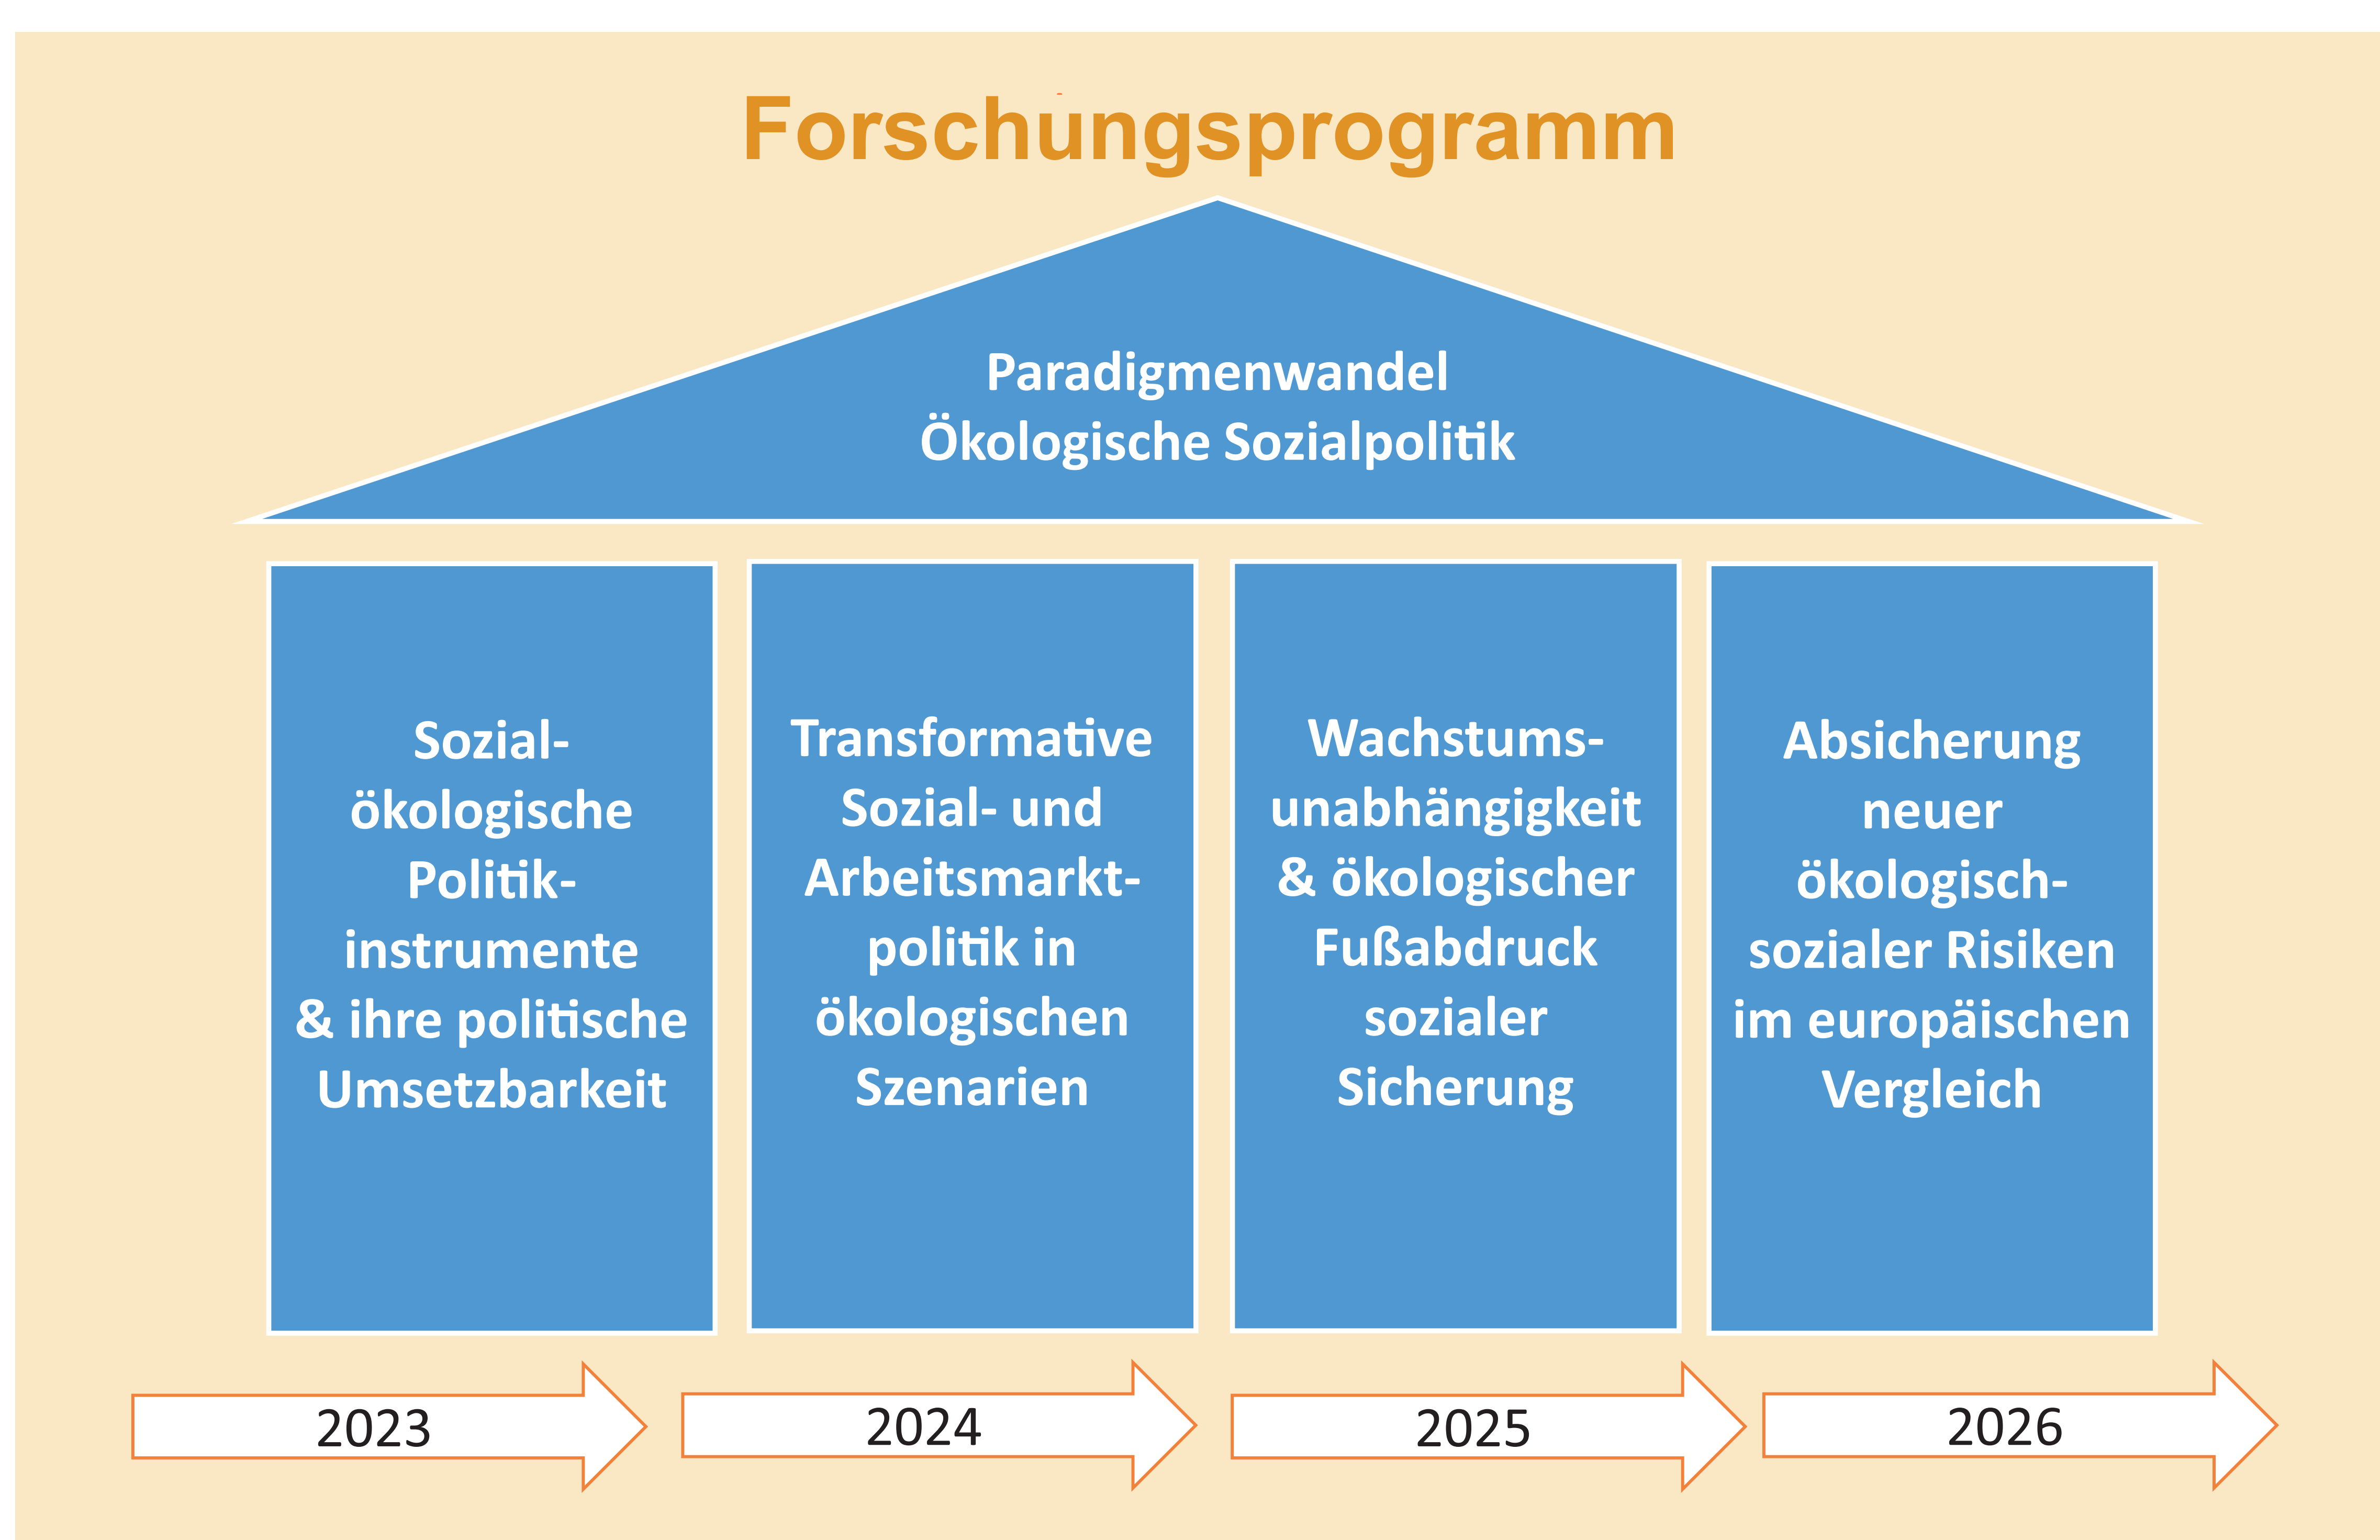 Forschungsprogramm
Paradigmenwandel
Ökologische Sozialpolitik
Sozial-
ökologische
Politik-
instrumente
& ihre politische
Umsetzbarkeit
Transformative
Sozial- und
Arbeitsmarkt-
politik in
ökologischen
Szenarien
Wachstums-
unabhängigkeit
& ökologischer
Fußabdruck
sozialer
Sicherung
Absicherung
neuer
ökologisch-
sozialer Risiken
im europäischen
Vergleich
2023
2024
2025
2026